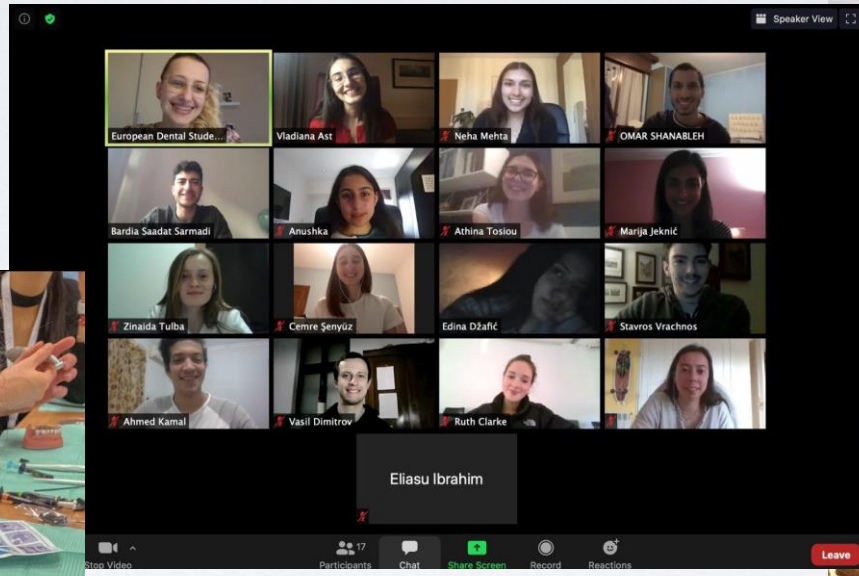 Speaker View
European Dental Stude...
Vladiana Ast
Neha Mehta
OMAR SHANABLEH
Bardia Saadat Sarmadi
Anushka
Athina Tosiou
Marija Jeknić
Zinaida Tulba
Cemre Şenyüz
Edina Džafić
Stavros Vrachnos
Ahmed Kamal
Vasil Dimitrov
Ruth Clarke
Eliasu Ibrahim
Stop Video
17
Participants
Chat
Share Screen
Record
Reactions
Leave